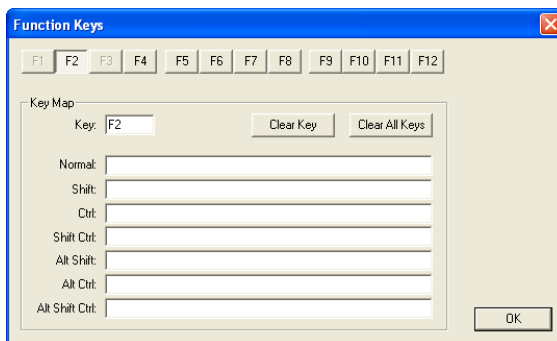 Function Keys
F1 F2 F3 F4 F5 F6 F7 F8 F9 F10 F11 F12
Key Map
Key: F2 Clear Key Clear All Keys
Normal:
Shift:
Ctrl:
Shift Ctrl:
Alt Shift:
Alt Ctrl:
Alt Shift Ctrl:
OK